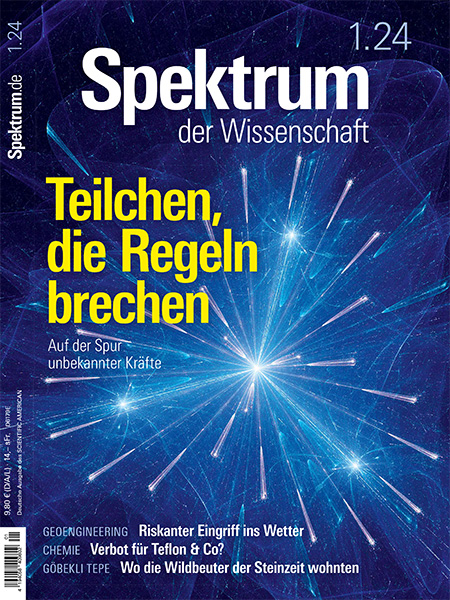 1.24
Spektrum
der Wissenschaft
Teilchen,
die Regeln
brechen
Auf der Spur
unbekannter Kräfte
GEOENGINEERING Riskanter Eingriff ins Wetter
CHEMIE Verbot für Teflon & Co?
GÖBEKLI TEPE Wo die Wildbeuter der Steinzeit wohnten
1.24
Spektrum.de
9,80 € (D/A/L) · 14,– sFr.
Deutsche Ausgabe des SCIENTIFIC AMERICAN
01